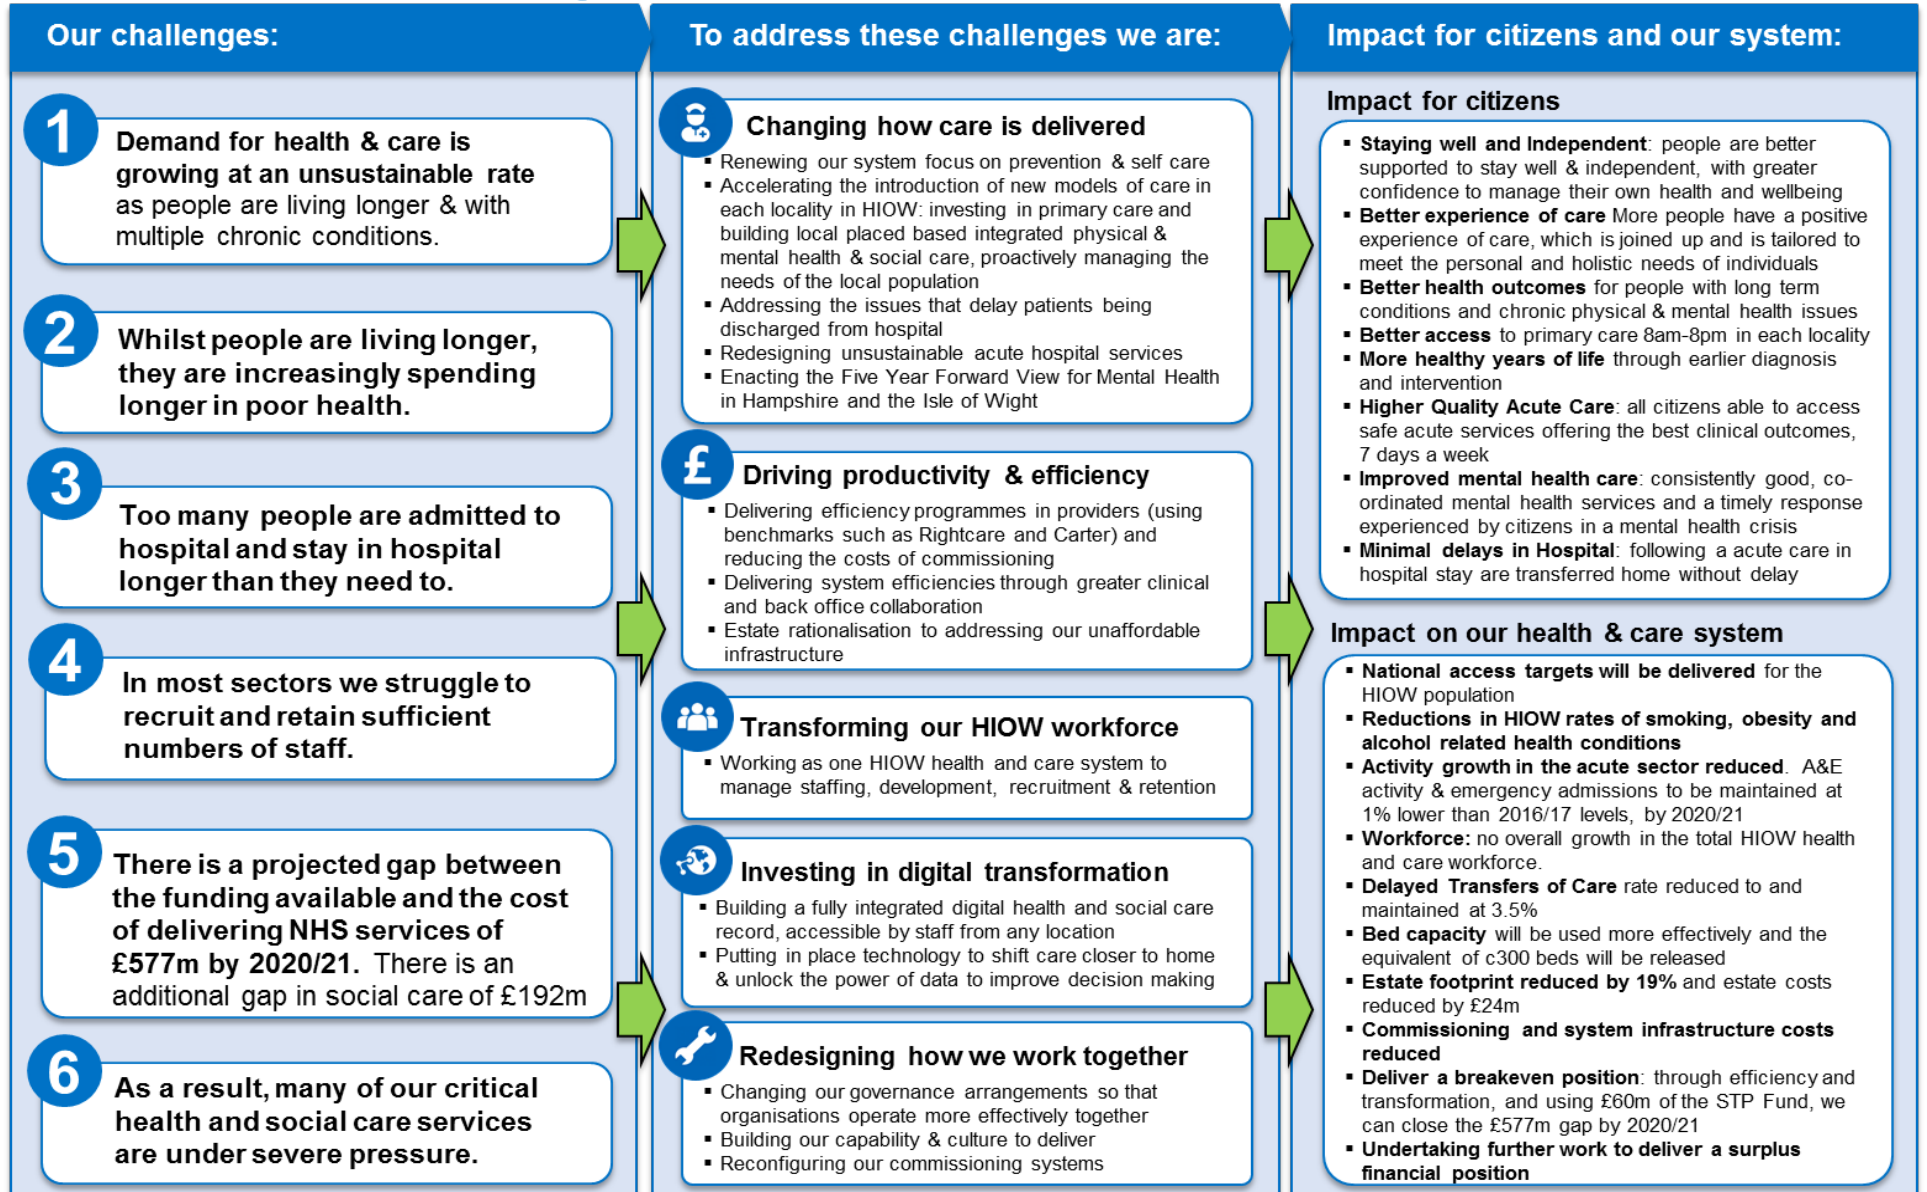 Our challenges:
1
Demand for health & care is
growing at an unsustainable rate
as people are living longer & with
multiple chronic conditions.
2
Whilst people are living longer,
they are increasingly spending
longer in poor health.
3
Too many people are admitted to
hospital and stay in hospital
longer than they need to.
4
In most sectors we struggle to
recruit and retain sufficient
numbers of staff.
5
There is a projected gap between
the funding available and the cost
of delivering NHS services of
£577m by 2020/21. There is an
additional gap in social care of £192m
6
As a result, many of our critical
health and social care services
are under severe pressure.
To address these challenges we are:
Changing how care is delivered
▪ Renewing our system focus on prevention & self care
▪ Accelerating the introduction of new models of care in
each locality in HIOW: investing in primary care and
building local placed based integrated physical &
mental health & social care, proactively managing the
needs of the local population
▪ Addressing the issues that delay patients being
discharged from hospital
▪ Redesigning unsustainable acute hospital services
▪ Enacting the Five Year Forward View for Mental Health
in Hampshire and the Isle of Wight
£
Driving productivity & efficiency
▪ Delivering efficiency programmes in providers (using
benchmarks such as Rightcare and Carter) and
reducing the costs of commissioning
▪ Delivering system efficiencies through greater clinical
and back office collaboration
▪ Estate rationalisation to addressing our unaffordable
infrastructure
Transforming our HIOW workforce
▪ Working as one HIOW health and care system to
manage staffing, development, recruitment & retention
Investing in digital transformation
▪ Building a fully integrated digital health and social care
record, accessible by staff from any location
▪ Putting in place technology to shift care closer to home
& unlock the power of data to improve decision making
Redesigning how we work together
▪ Changing our governance arrangements so that
organisations operate more effectively together
▪ Building our capability & culture to deliver
▪ Reconfiguring our commissioning systems
Impact for citizens and our system:
Impact for citizens
▪ Staying well and Independent: people are better
supported to stay well & independent, with greater
confidence to manage their own health and wellbeing
▪ Better experience of care More people have a positive
experience of care, which is joined up and is tailored to
meet the personal and holistic needs of individuals
▪ Better health outcomes for people with long term
conditions and chronic physical & mental health issues
▪ Better access to primary care 8am-8pm in each locality
▪ More healthy years of life through earlier diagnosis
and intervention
▪ Higher Quality Acute Care: all citizens able to access
safe acute services offering the best clinical outcomes,
7 days a week
▪ Improved mental health care: consistently good, co-
ordinated mental health services and a timely response
experienced by citizens in a mental health crisis
▪ Minimal delays in Hospital: following a acute care in
hospital stay are transferred home without delay
Impact on our health & care system
▪ National access targets will be delivered for the
HIOW population
▪ Reductions in HIOW rates of smoking, obesity and
alcohol related health conditions
▪ Activity growth in the acute sector reduced. A&E
activity & emergency admissions to be maintained at
1% lower than 2016/17 levels, by 2020/21
▪ Workforce: no overall growth in the total HIOW health
and care workforce.
▪ Delayed Transfers of Care rate reduced to and
maintained at 3.5%
▪ Bed capacity will be used more effectively and the
equivalent of c300 beds will be released
▪ Estate footprint reduced by 19% and estate costs
reduced by £24m
▪ Commissioning and system infrastructure costs
reduced
▪ Deliver a breakeven position: through efficiency and
transformation, and using £60m of the STP Fund, we
can close the £577m gap by 2020/21
▪ Undertaking further work to deliver a surplus
financial position